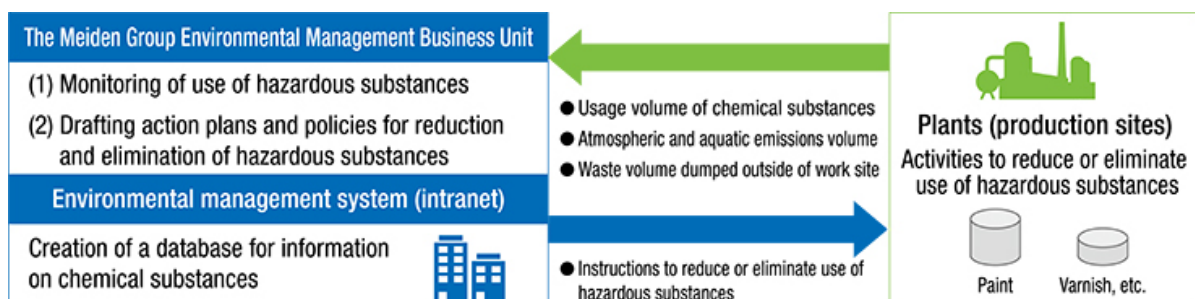 The Meiden Group Environmental Management Business Unit
(1) Monitoring of use of hazardous substances
(2) Drafting action plans and policies for reduction
and elimination of hazardous substances
Environmental management system (intranet)
Creation of a database for information
on chemical substances
● Usage volume of chemical substances
● Atmospheric and aquatic emissions volume
● Waste volume dumped outside of work site
● Instructions to reduce or eliminate use of
hazardous substances
Plants (production sites)
Activities to reduce or eliminate
use of hazardous substances
Paint
Varnish, etc.